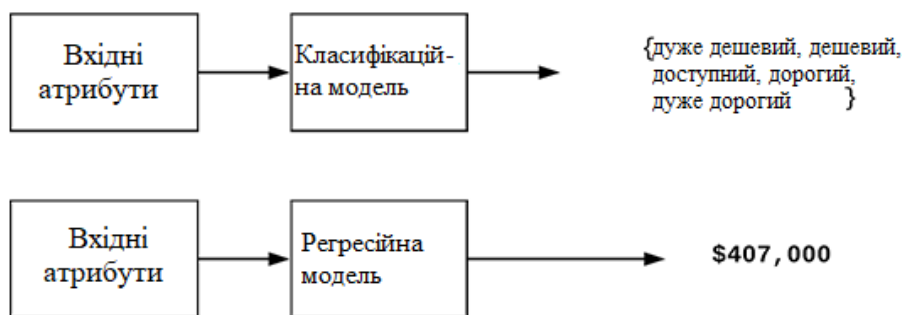 Вхідні
атрибути
Класифікацій-
на модель
{дуже дешевий, дешевий,
доступний, дорогий,
дуже дорогий }
Вхідні
атрибути
Регресійна
модель
$407,000